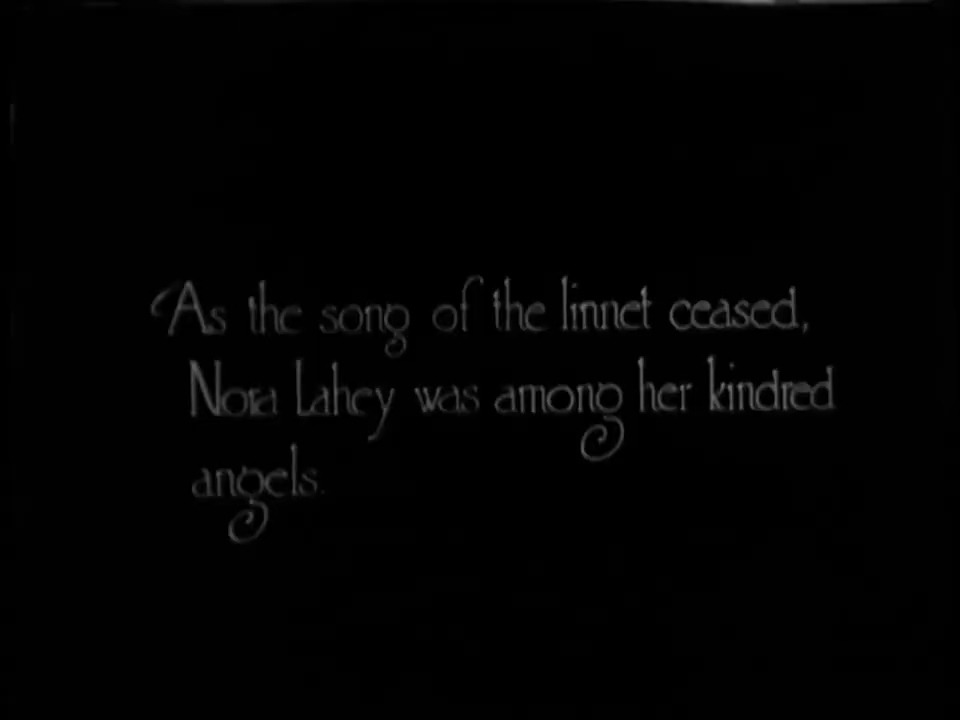 As the song of the linnet ceased,
Nora Lahey was among her kindred
angels.